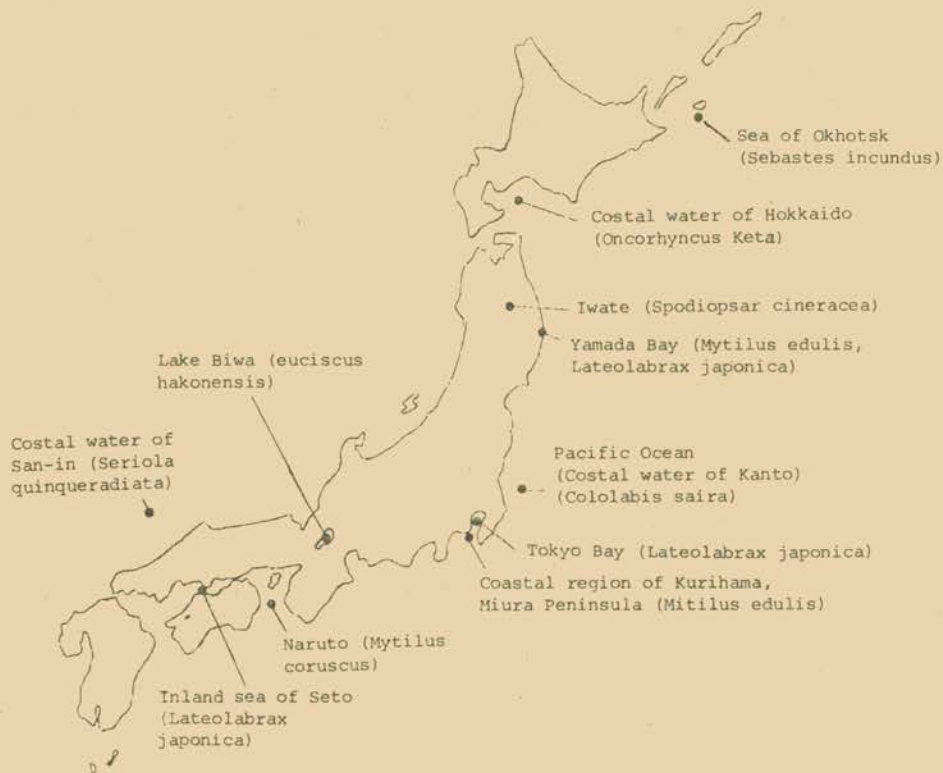 Sea of Okhotsk
(Sebastes incundus)
Costal water of Hokkaido
(Oncorhyncus Keta)
Iwate (Spodiopsar cineracea)
Yamada Bay (Mytilus edulis,
Lateolabrax japonica)
Lake Biwa (euciscus
hakonensis)
Costal water of
San-in (Seriola
quinqueradiata)
Pacific Ocean
(Costal water of Kanto)
(Cololabis saira)
Tokyo Bay (Lateolabrax japonica)
Coastal region of Kurihama,
Miura Peninsula (Mitilus edulis)
Naruto (Mytilus
coruscus)
Inland sea of Seto
(Lateolabrax
japonica)